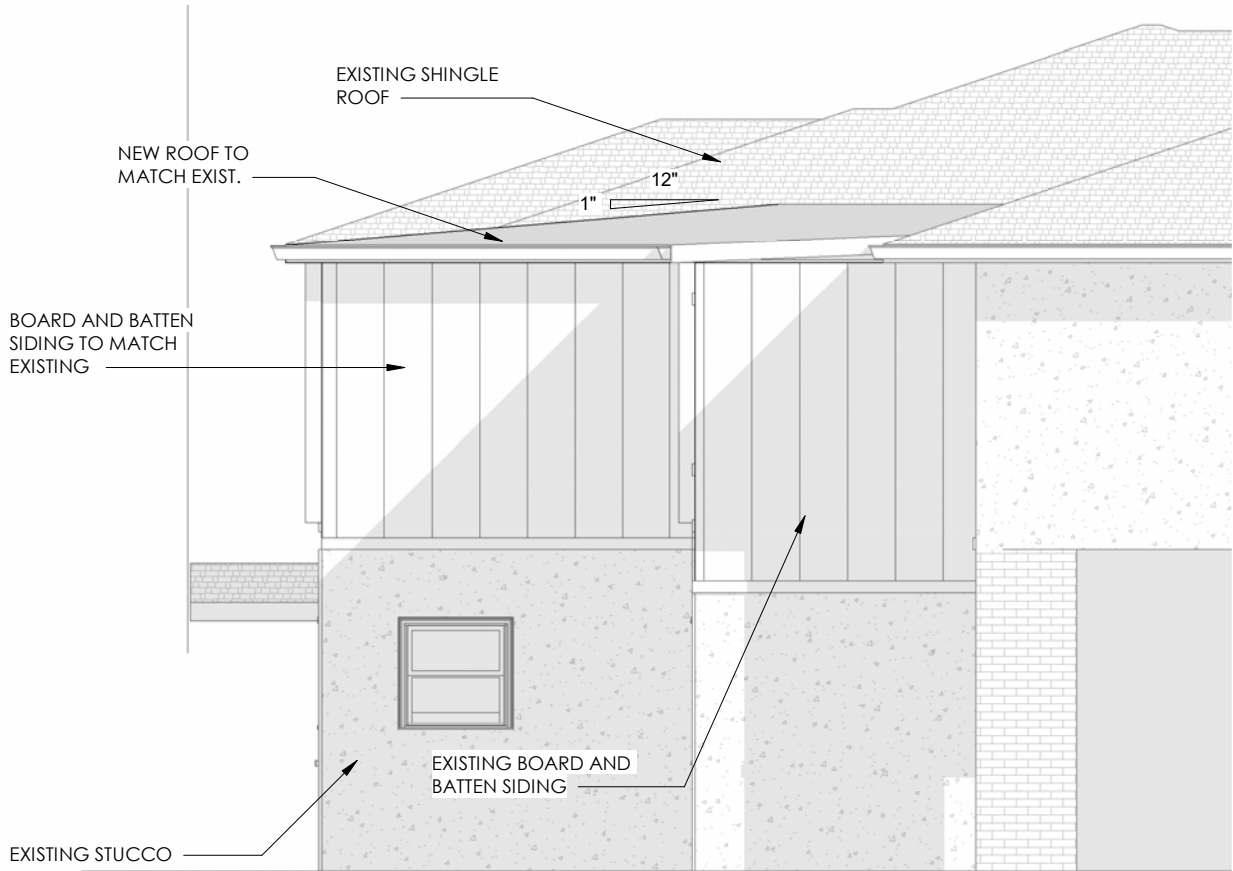 EXISTING SHINGLE
ROOF
NEW ROOF TO
MATCH EXIST.
12"
1"
BOARD AND BATTEN
SIDING TO MATCH
EXISTING
EXISTING BOARD AND
BATTEN SIDING
EXISTING STUCCO